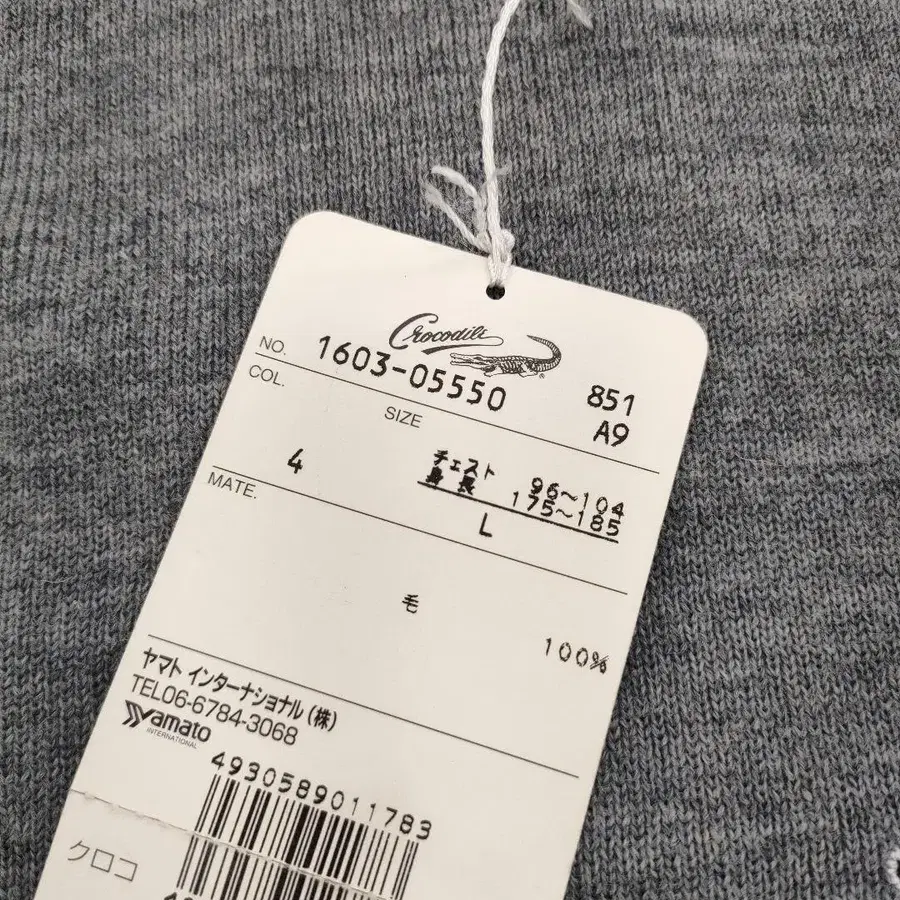 Crocodile
NO. 1603-05550 851
COL. SIZE A9
4 チェスト 96～104
身長 175～185
L
MATE.
毛 100%
ヤマト インターナショナル(株)
TEL06-6784-3068
Yamato
INTERNATIONAL
4930589011783
クロコ